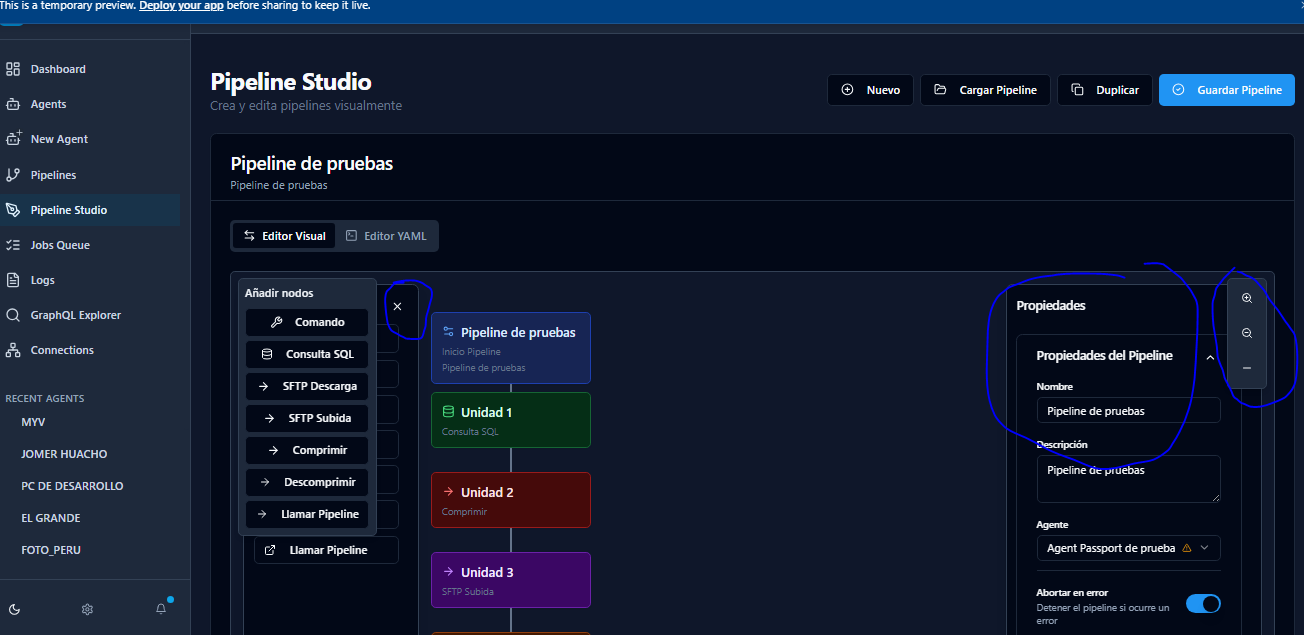 This is a temporary preview. Deploy your app before sharing to keep it live.
Dashboard
Agents
New Agent
Pipelines
Pipeline Studio
Jobs Queue
Logs
GraphQL Explorer
Connections
RECENT AGENTS
MYV
JOMER HUACHO
PC DE DESARROLLO
EL GRANDE
FOTO_PERU
Pipeline Studio
Crea y edita pipelines visualmente
Nuevo
Cargar Pipeline
Duplicar
Guardar Pipeline
Pipeline de pruebas
Pipeline de pruebas
Editor Visual
Editor YAML
Añadir nodos
Comando
Consulta SQL
SFTP Descarga
SFTP Subida
Comprimir
Descomprimir
Llamar Pipeline
Llamar Pipeline
Pipeline de pruebas
Inicio Pipeline
Pipeline de pruebas
Unidad 1
Consulta SQL
Unidad 2
Comprimir
Unidad 3
SFTP Subida
Propiedades
Propiedades del Pipeline
Nombre
Pipeline de pruebas
Descripción
Pipeline de pruebas
Agente
Agent Passport de prueba
Abortar en error
Detener el pipeline si ocurre un
error